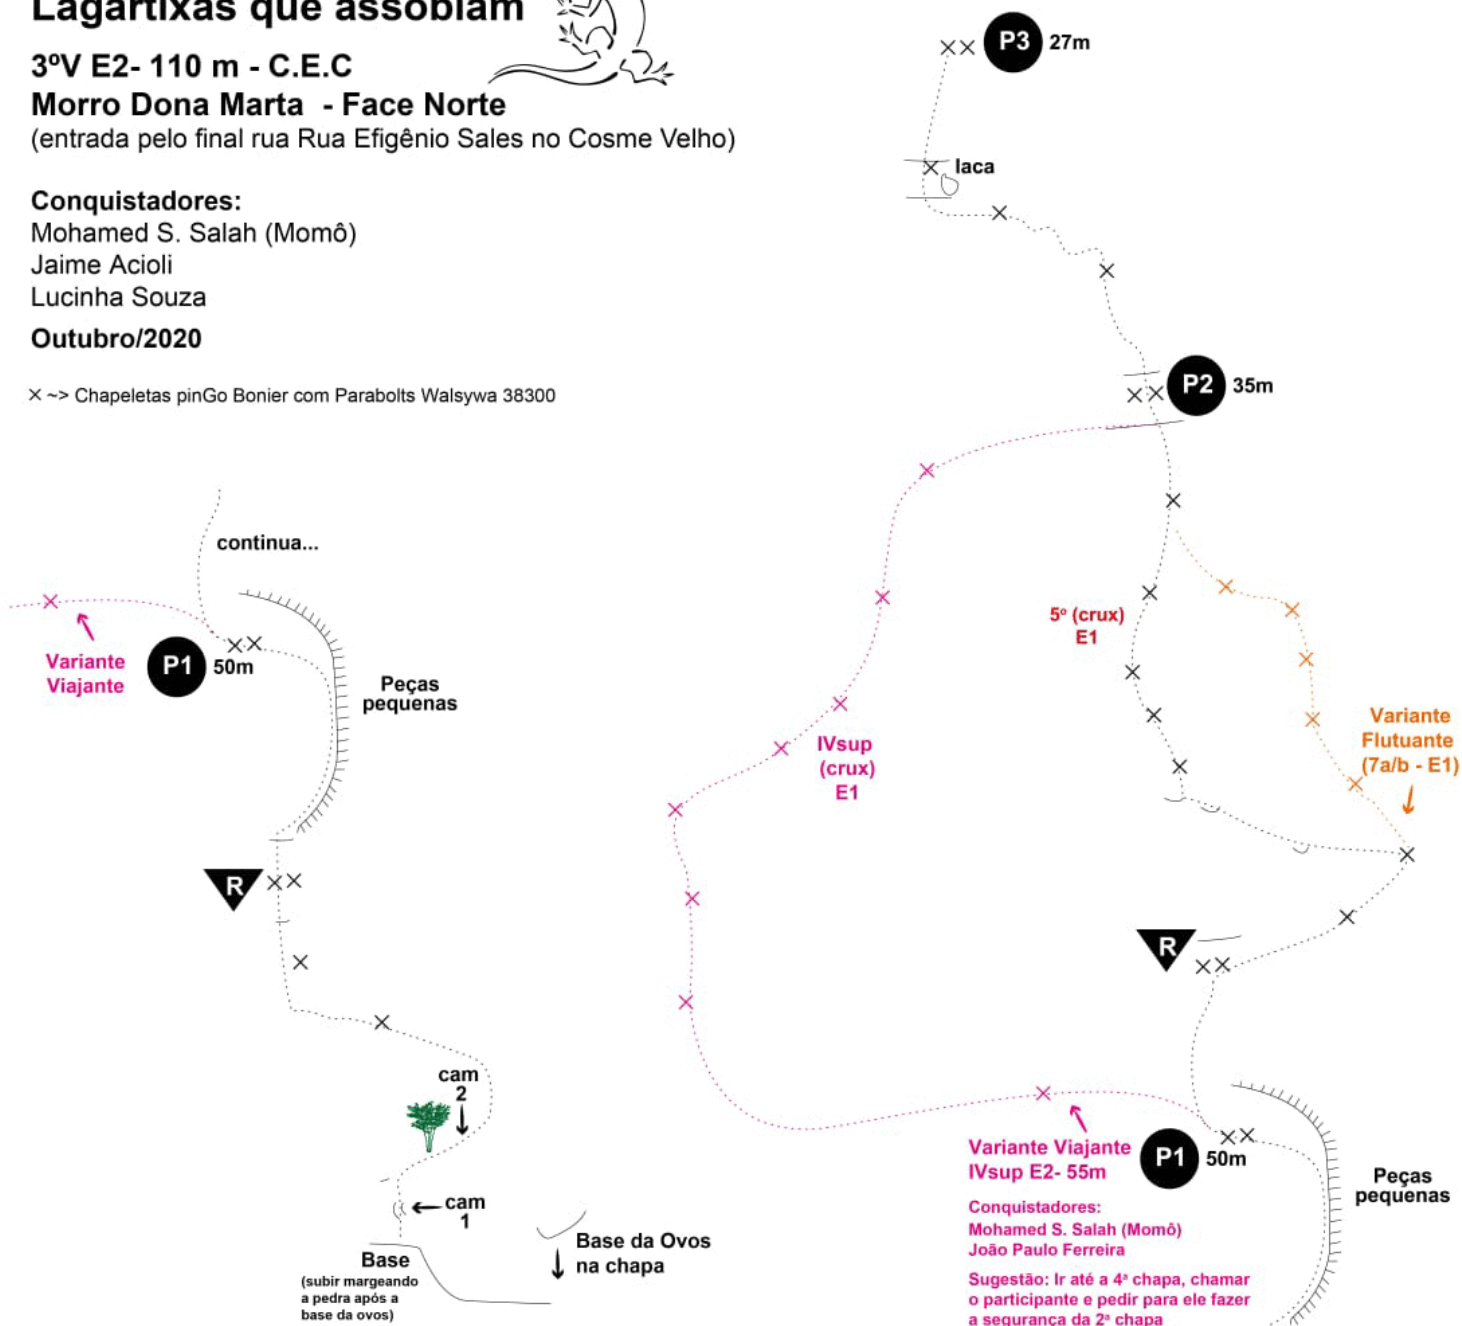 Lagartixas que assobiam
3ºV E2- 110 m - C.E.C
Morro Dona Marta - Face Norte
(entrada pelo final rua Rua Efigênio Sales no Cosme Velho)
Conquistadores:
Mohamed S. Salah (Momô)
Jaime Acioli
Lucinha Souza
Outubro/2020
~> Chapeletas pinGo Bonier com Parabolts Walsywa 38300
continua...
Variante
Viajante
P1 50m
Peças
pequenas
R
cam
2
cam
1
Base
(subir margeando
a pedra após a
base da ovos)
Base da Ovos
na chapa
P3 27m
laca
P2 35m
5º (crux)
E1
Variante
Flutuante
(7a/b - E1)
IVsup
(crux)
E1
R
Variante Viajante
IVsup E2- 55m
P1 50m
Peças
pequenas
Conquistadores:
Mohamed S. Salah (Momô)
João Paulo Ferreira
Sugestão: Ir até a 4ª chapa, chamar
o participante e pedir para ele fazer
a segurança da 2ª chapa